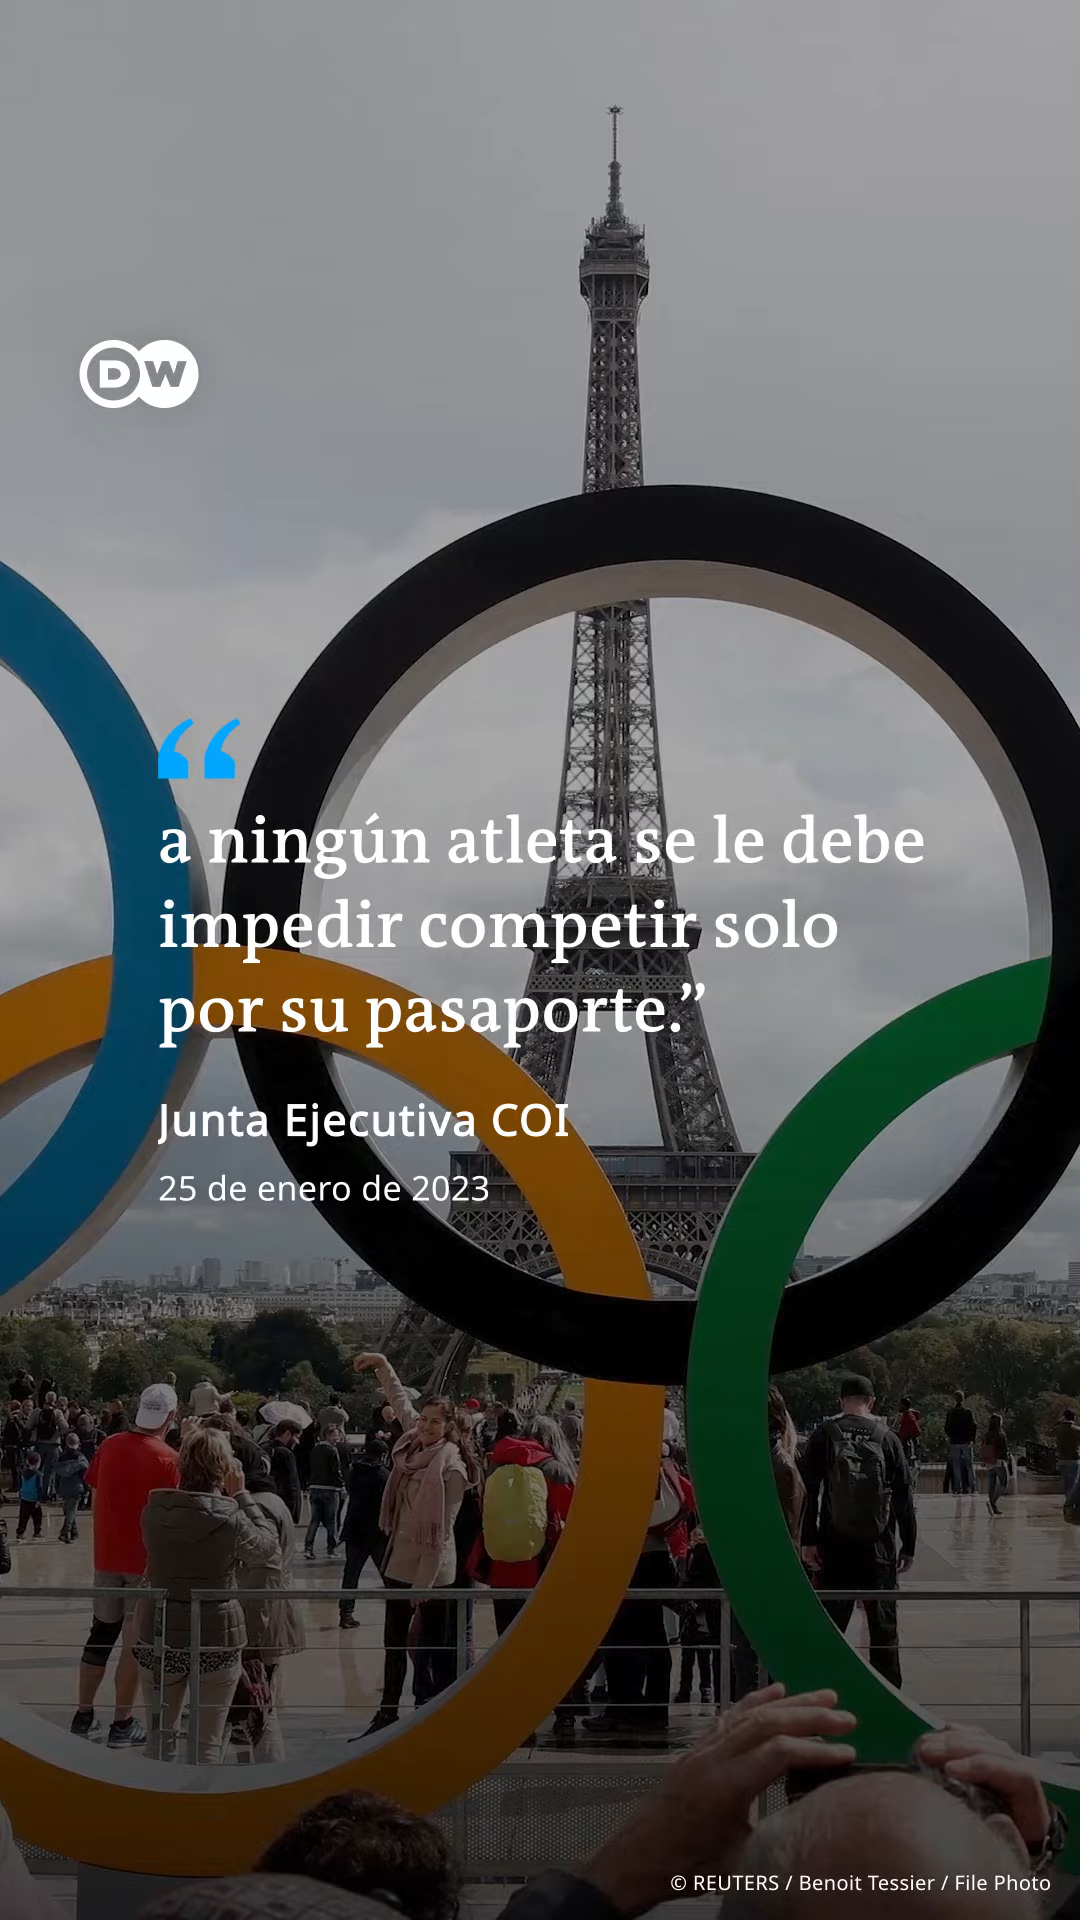 DW
“
a ningún atleta se le debe
impedir competir solo
por su pasaporte.”
Junta Ejecutiva COI
25 de enero de 2023
© REUTERS / Benoit Tessier / File Photo